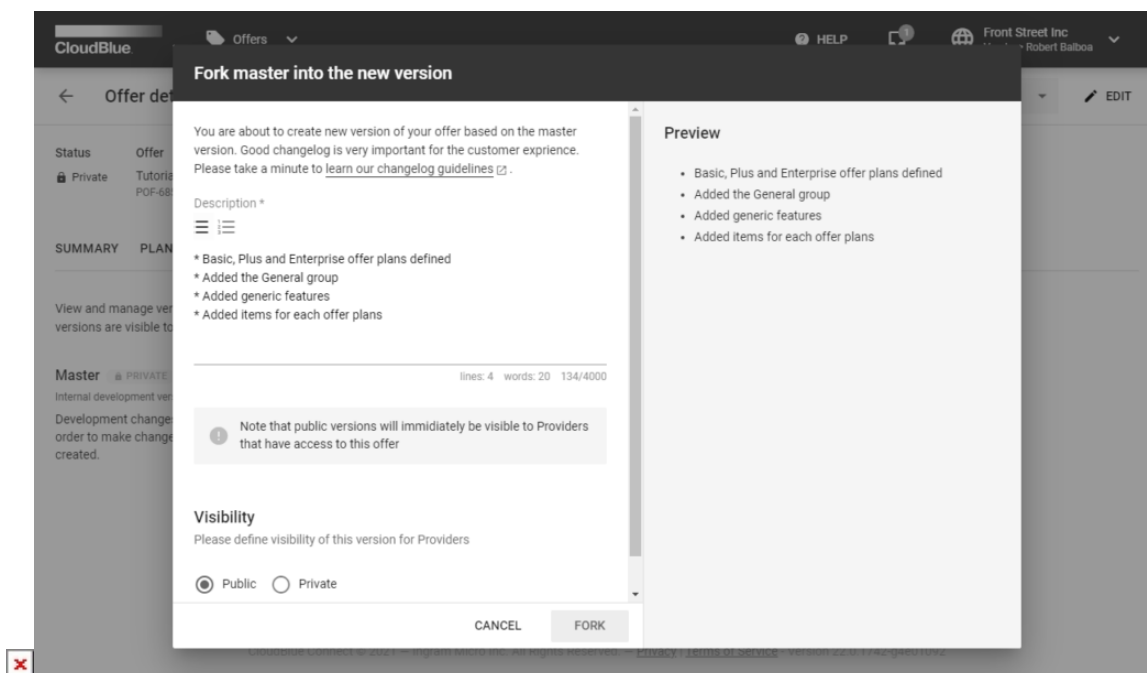 CloudBlue
Offers
HELP
1
Front Street Inc
Robert Balboa
Fork master into the new version
Offer det
EDIT
You are about to create new version of your offer based on the master
version. Good changelog is very important for the customer exprience.
Please take a minute to learn our changelog guidelines .
Preview
Status
Offer
Private
Tutoria
POF-68
Basic, Plus and Enterprise offer plans defined
Added the General group
Added generic features
Added items for each offer plans
Description *
SUMMARY
PLAN
* Basic, Plus and Enterprise offer plans defined
* Added the General group
* Added generic features
* Added items for each offer plans
View and manage ver
versions are visible to
lines: 4 words: 20 134/4000
Master
PRIVATE
Internal development ver
Development change
order to make change
created.
Note that public versions will immidiately be visible to Providers
that have access to this offer
Visibility
Please define visibility of this version for Providers
Public
Private
CANCEL
FORK
CloudBlue Connect © 2021 — Ingram Micro Inc. All Rights Reserved. — Privacy | Terms of Service - Version 22.0.1742-g4e01092